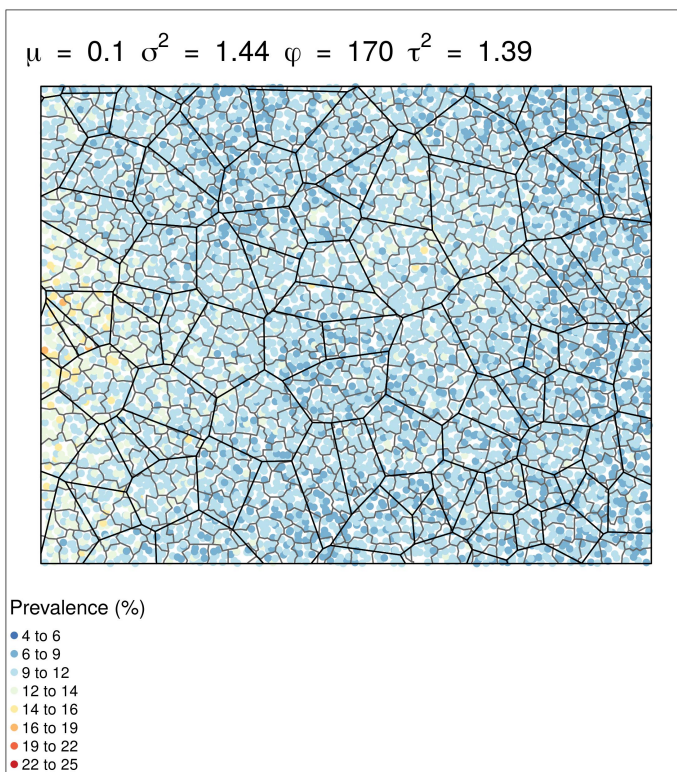 μ = 0.1 σ² = 1.44 φ = 170 τ² = 1.39
Prevalence (%)
4 to 6
6 to 9
9 to 12
12 to 14
14 to 16
16 to 19
19 to 22
22 to 25